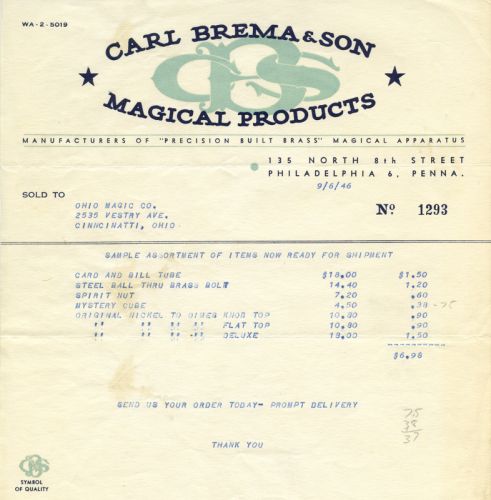 WA-2-5019
CARL BREMA & SON
CBS
MAGICAL PRODUCTS
MANUFACTURERS OF "PRECISION BUILT BRASS" MAGICAL APPARATUS
135 NORTH 8th STREET
PHILADELPHIA 6, PENNA.
9/6/46
SOLD TO
OHIO MAGIC CO.
2535 VESTRY AVE.
CINNCINATTI, OHIO
No 1293
SAMPLE ASSORTMENT OF ITEMS NOW READY FOR SHIPMENT
CARD AND BILL TUBE $18.00 $1.50
STEEL BALL THRU BRASS BOLT 14.40 1.20
SPIRIT NUT 7.20 .60
MYSTERY CUBE 4.50 .38 -75
ORIGINAL NICKEL TO DIMES KNOB TOP 10.80 .90
" " " " FLAT TOP 10.80 .90
" " " " DELUXE 18.00 1.50
$6.98
SEND US YOUR ORDER TODAY- PROMPT DELIVERY
75
38
37
THANK YOU
CBS
SYMBOL
OF QUALITY